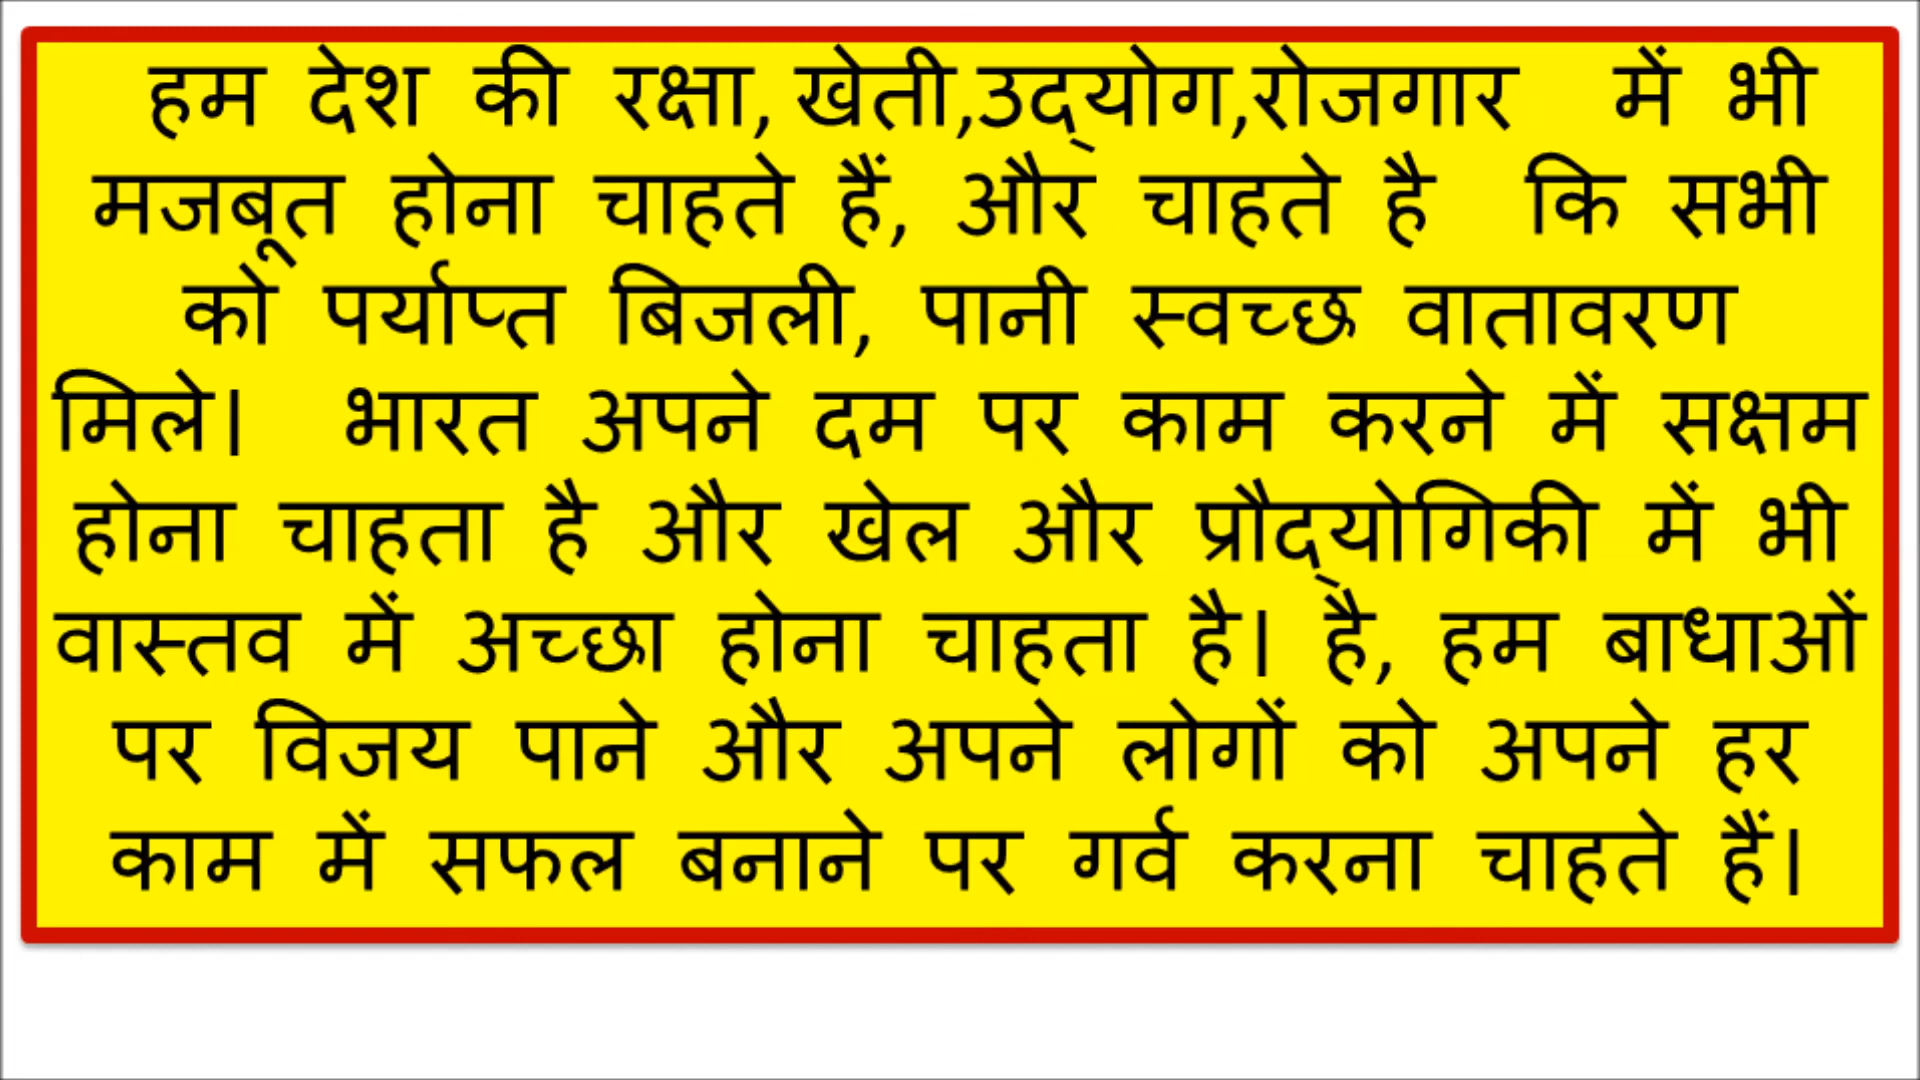 हम देश की रक्षा, खेती,उद्योग,रोजगार में भी
मजबूत होना चाहते हैं, और चाहते है कि सभी
को पर्याप्त बिजली, पानी स्वच्छ वातावरण
मिले। भारत अपने दम पर काम करने में सक्षम
होना चाहता है और खेल और प्रौद्योगिकी में भी
वास्तव में अच्छा होना चाहता है। है, हम बाधाओं
पर विजय पाने और अपने लोगों को अपने हर
काम में सफल बनाने पर गर्व करना चाहते हैं।